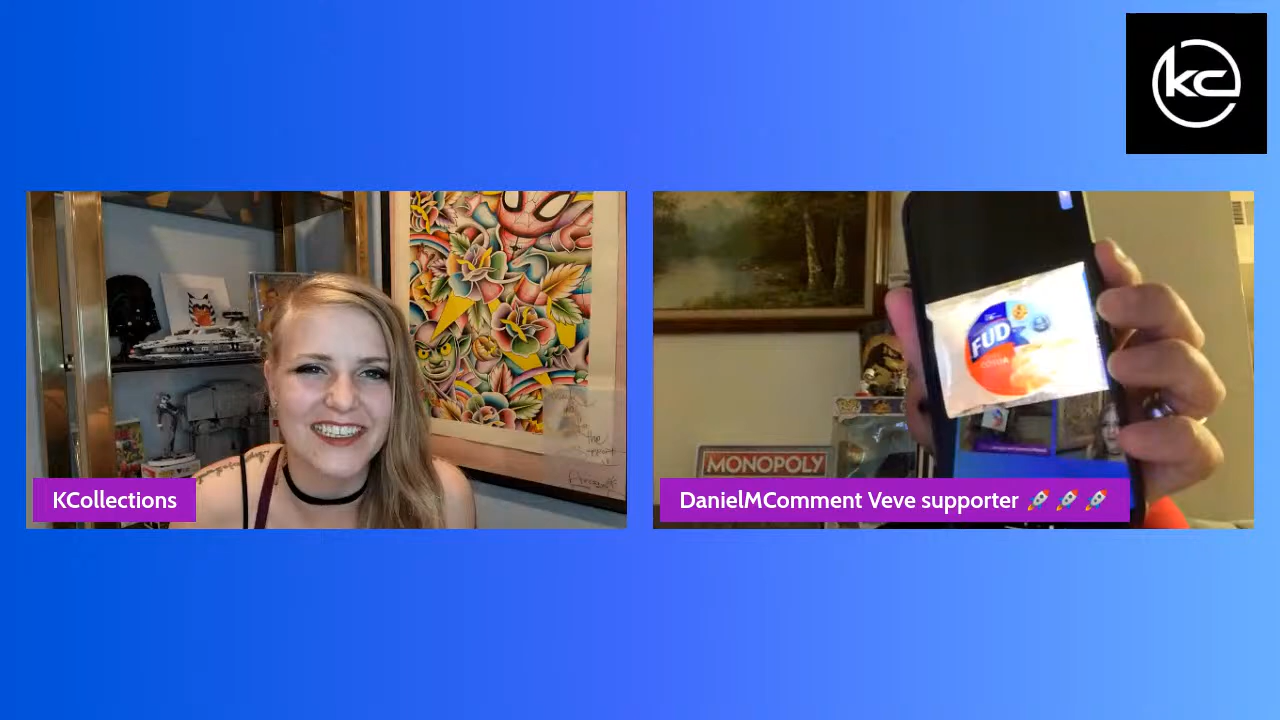 kc
MONOPOLY
FUD
KCollections
DanielMComment Veve supporter 🚀 🚀 🚀